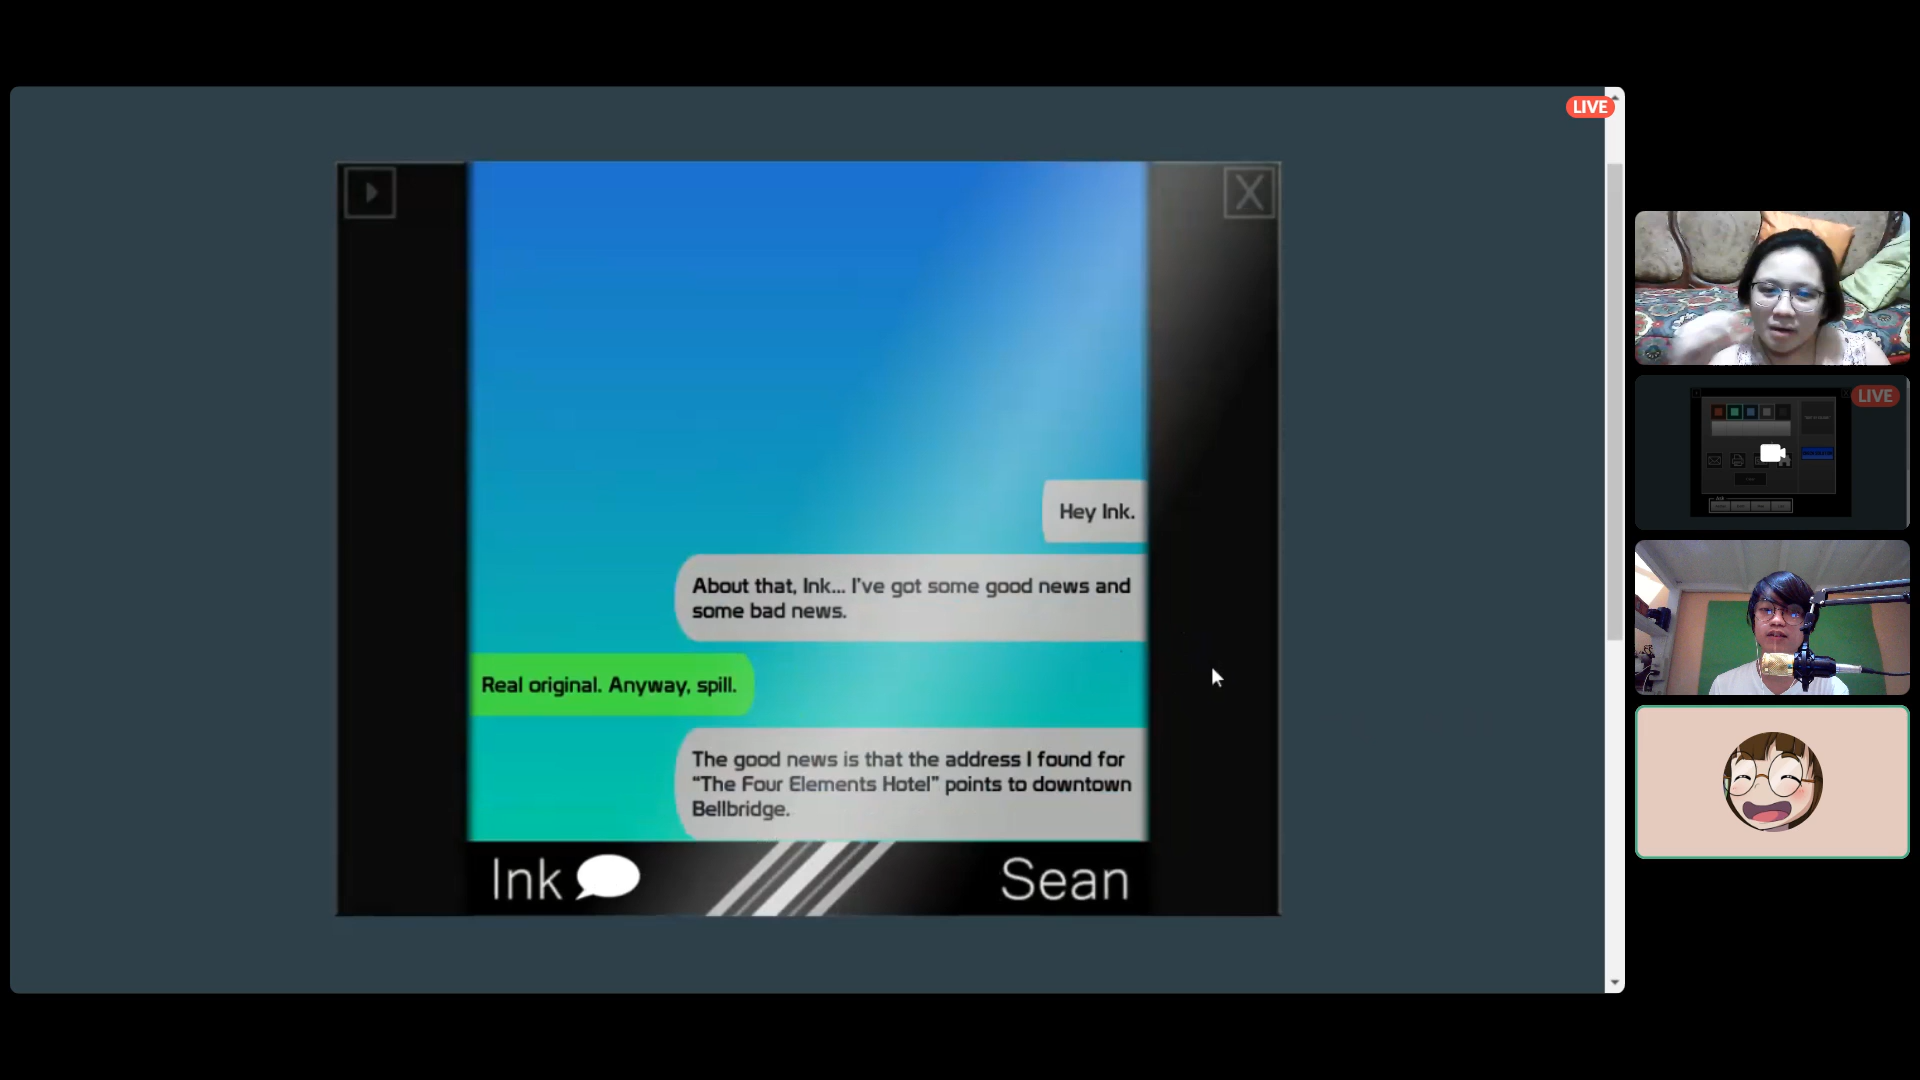 LIVE
X
Hey Ink.
About that, Ink... I've got some good news and
some bad news.
Real original. Anyway, spill.
The good news is that the address I found for
“The Four Elements Hotel” points to downtown
Bellbridge.
Ink
Sean
LIVE